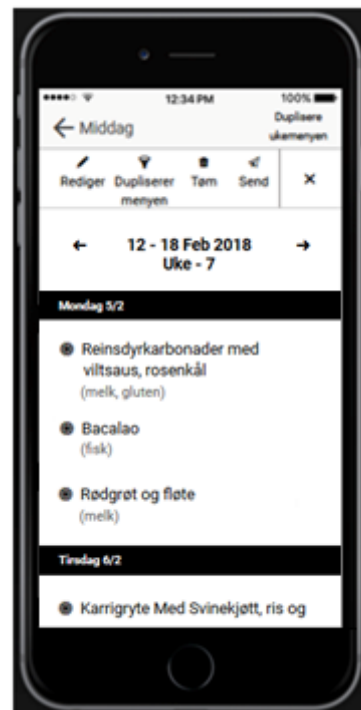 12:34 PM
100%
← Middag
Duplisere
ukemenyen
Rediger Dupliserer Tøm Send ×
menyen
← 12 - 18 Feb 2018 →
Uke - 7
Mondag 5/2
Reinsdyrkarbonader med
viltsaus, rosenkål
(melk, gluten)
Bacalao
(fisk)
Rødgrøt og fløte
(melk)
Tirsdag 6/2
Karrigryte Med Svinekjøtt, ris og